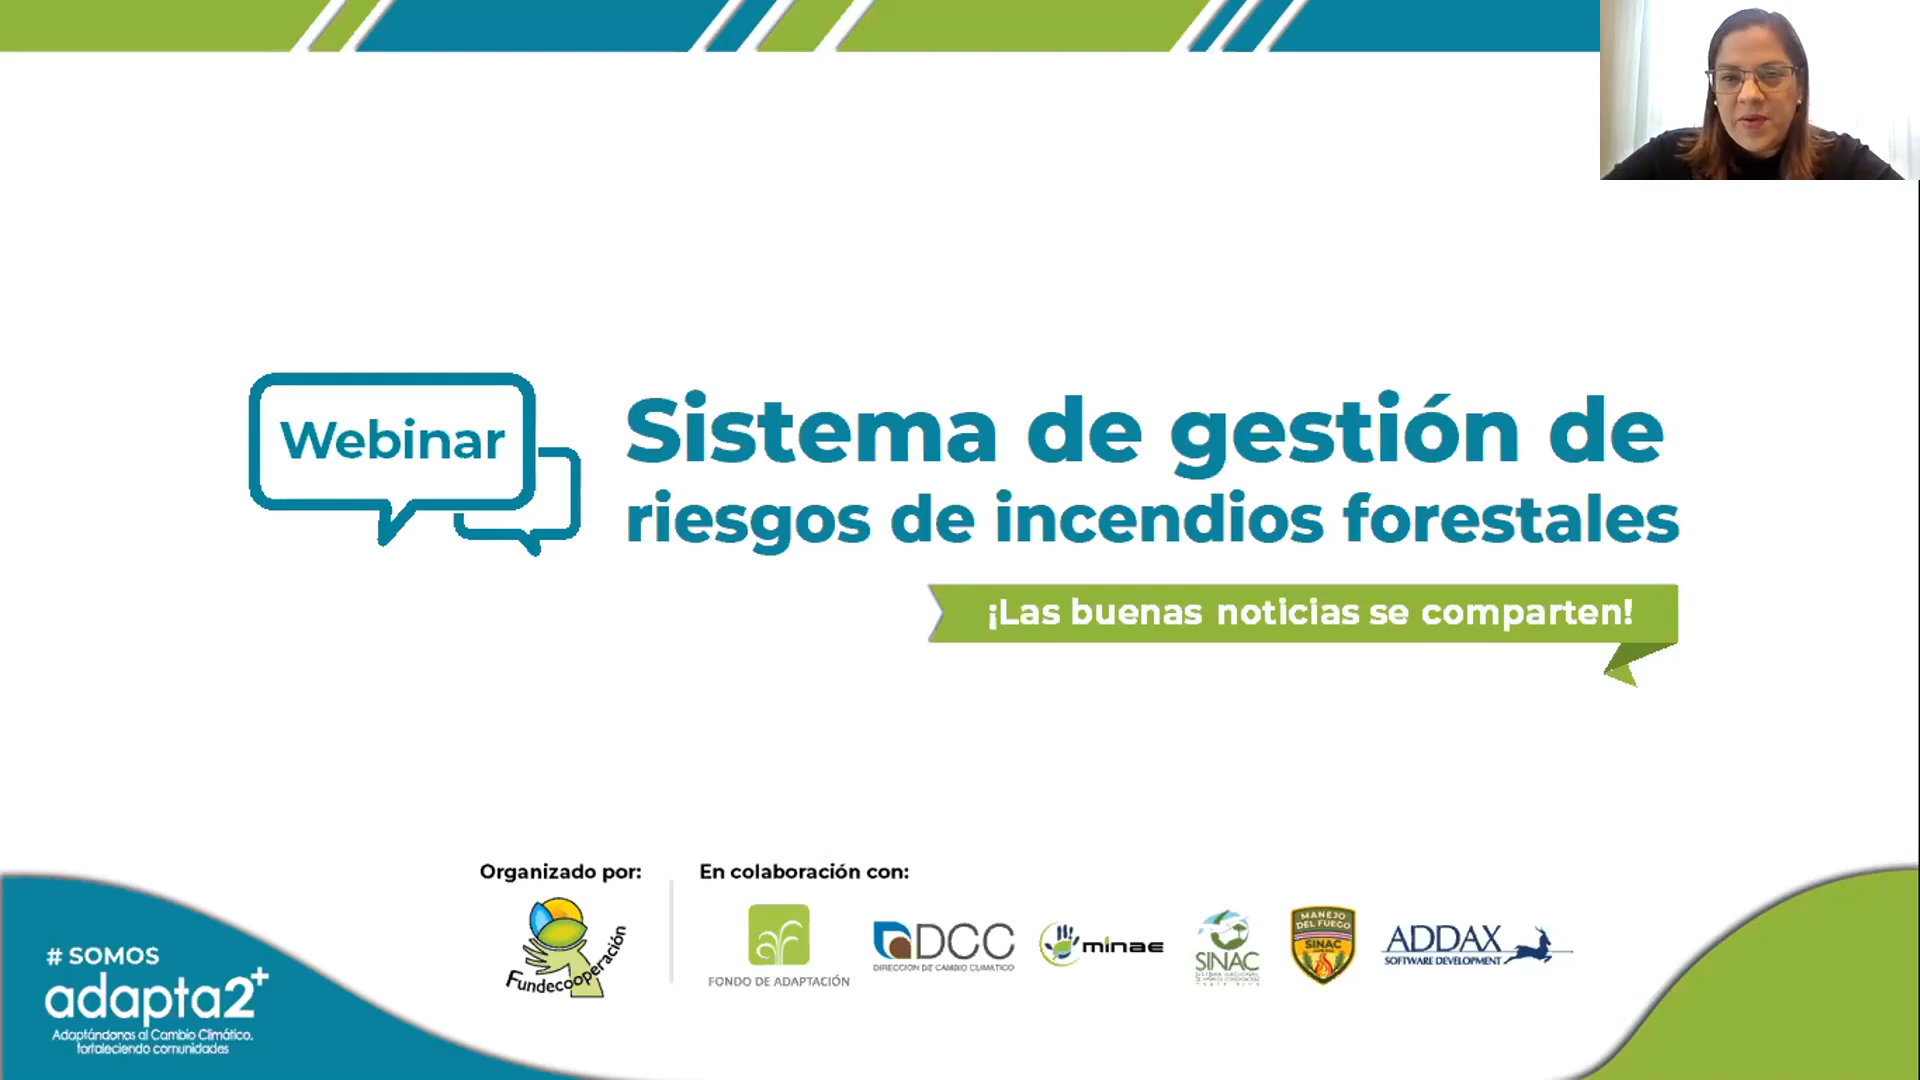 Webinar
Sistema de gestión de
riesgos de incendios forestales
¡Las buenas noticias se comparten!
Organizado por:
En colaboración con:
Fundecooperación
FONDO DE ADAPTACIÓN
DCC
DIRECCION DE CAMBIO CLIMATICO
minae
SINAC
MANEJO
DEL FUEGO
SINAC
ADDAX
SOFTWARE DEVELOPMENT
# SOMOS
adapta2+
Adaptándonos al Cambio Climático,
fortaleciendo comunidades